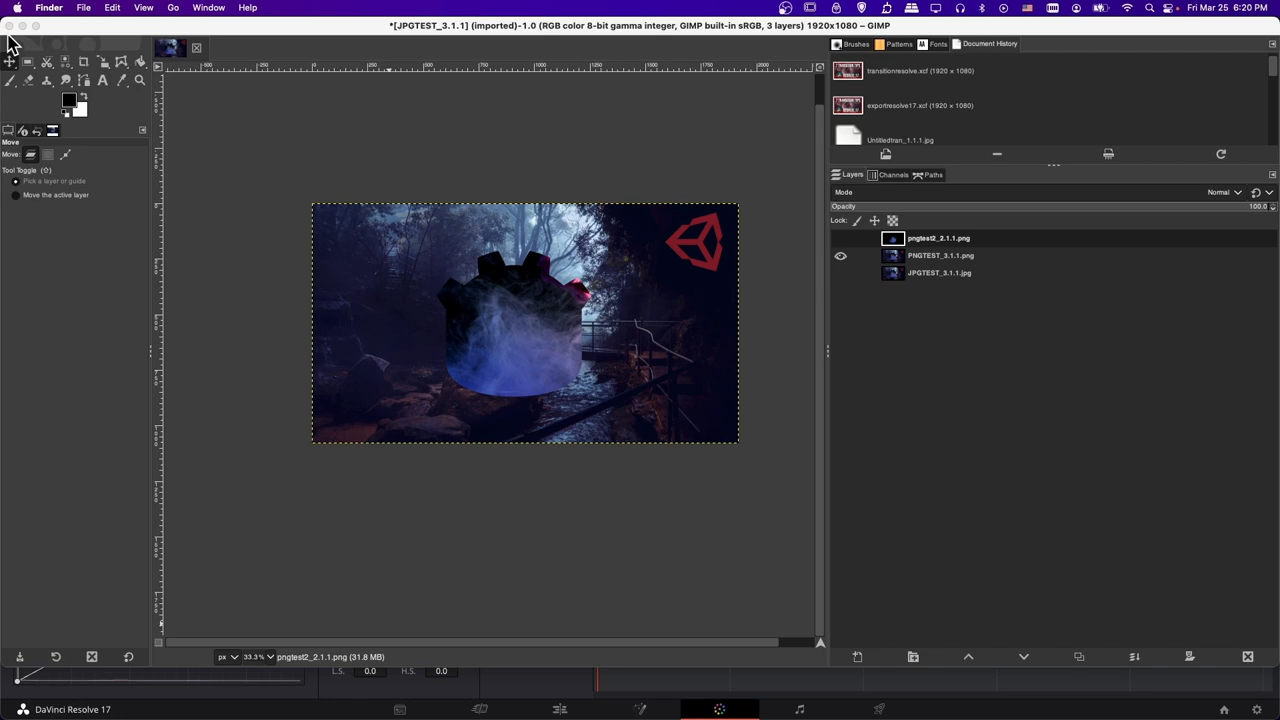 Finder File Edit View Go Window Help Fri Mar 25 6:20 PM
*[JPGTEST_3.1.1] (imported)-1.0 (RGB color 8-bit gamma integer, GIMP built-in sRGB, 3 layers) 1920x1080 – GIMP
Brushes Patterns Fonts Document History
transitionresolve.xcf (1920 × 1080)
exportresolve17.xcf (1920 × 1080)
Untitledtran_1.1.1.jpg
Move
Move:
Tool Toggle (⇧)
Pick a layer or guide
Move the active layer
Layers Channels Paths
Mode Normal
Opacity 100.0
Lock:
pngtest2_2.1.1.png
PNGTEST_3.1.1.png
JPGTEST_3.1.1.jpg
px 33.3% pngtest2_2.1.1.png (31.8 MB)
L.S. 0.0 H.S. 0.0
DaVinci Resolve 17